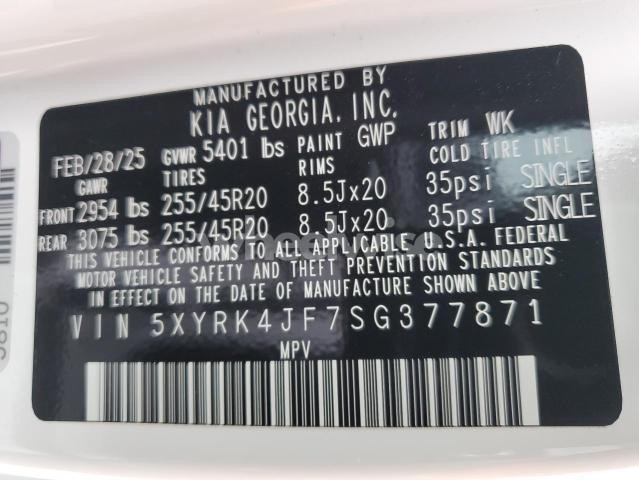 MANUFACTURED BY
KIA GEORGIA, INC.
FEB/28/25 GVWR 5401 lbs PAINT GWP TRIM WK
GAWR TIRES RIMS COLD TIRE INFL
FRONT 2954 lbs 255/45R20 8.5Jx20 35psi SINGLE
REAR 3075 lbs 255/45R20 8.5Jx20 35psi SINGLE
THIS VEHICLE CONFORMS TO ALL APPLICABLE U.S.A. FEDERAL
MOTOR VEHICLE SAFETY AND THEFT PREVENTION STANDARDS
IN EFFECT ON THE DATE OF MANUFACTURE SHOWN ABOVE
VIN 5XYRK4JF7SG377871
MPV